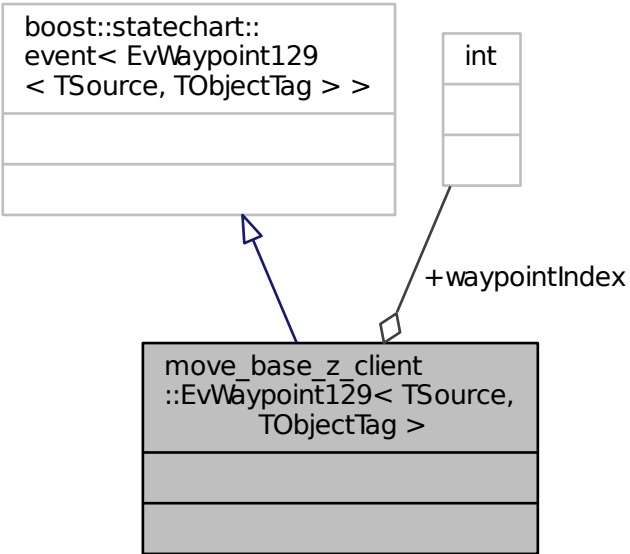 boost::statechart::
event< EvWaypoint129
< TSource, TObjectTag > >
int
+waypointIndex
move_base_z_client
::EvWaypoint129< TSource,
TObjectTag >